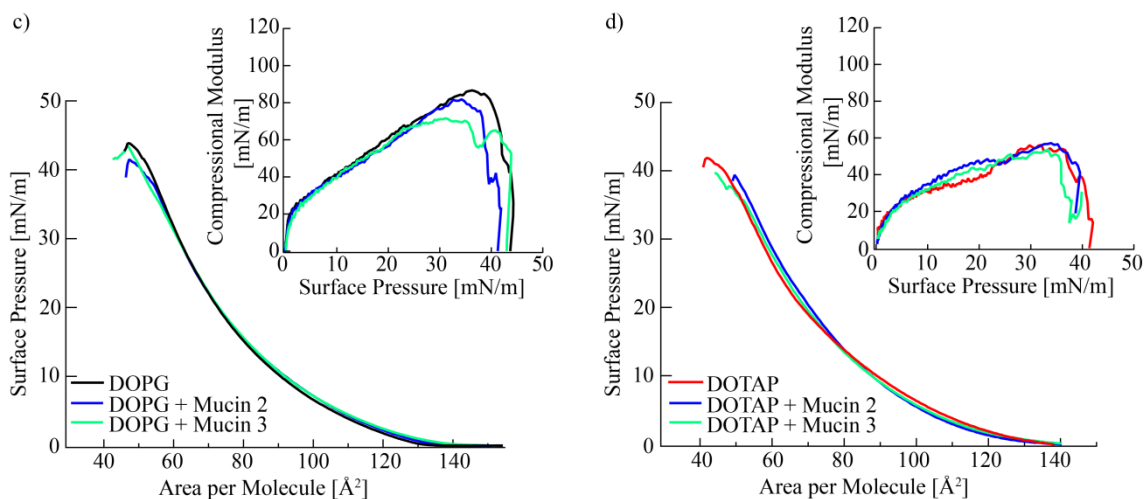 c)
Compressional Modulus
[mN/m]
120
100
80
60
40
20
0
0 10 20 30 40 50
Surface Pressure [mN/m]
Surface Pressure [mN/m]
50
40
30
20
10
0
DOPG
DOPG + Mucin 2
DOPG + Mucin 3
40 60 80 100 120 140
Area per Molecule [Å²]
d)
Compressional Modulus
[mN/m]
120
100
80
60
40
20
0
0 10 20 30 40 50
Surface Pressure [mN/m]
Surface Pressure [mN/m]
50
40
30
20
10
0
DOTAP
DOTAP + Mucin 2
DOTAP + Mucin 3
40 60 80 100 120 140
Area per Molecule [Å²]